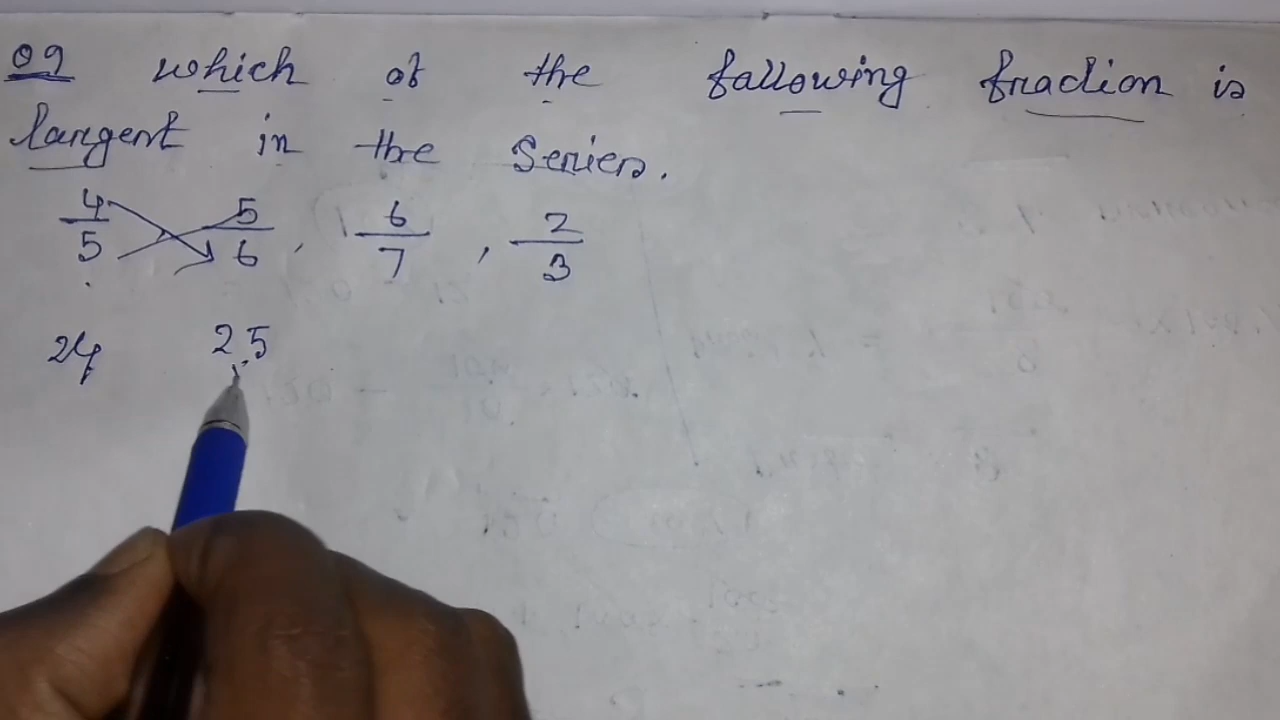 Q2 which of the following fraction is
largest in the series.
4/5 5/6, 6/7, 2/3
24 25